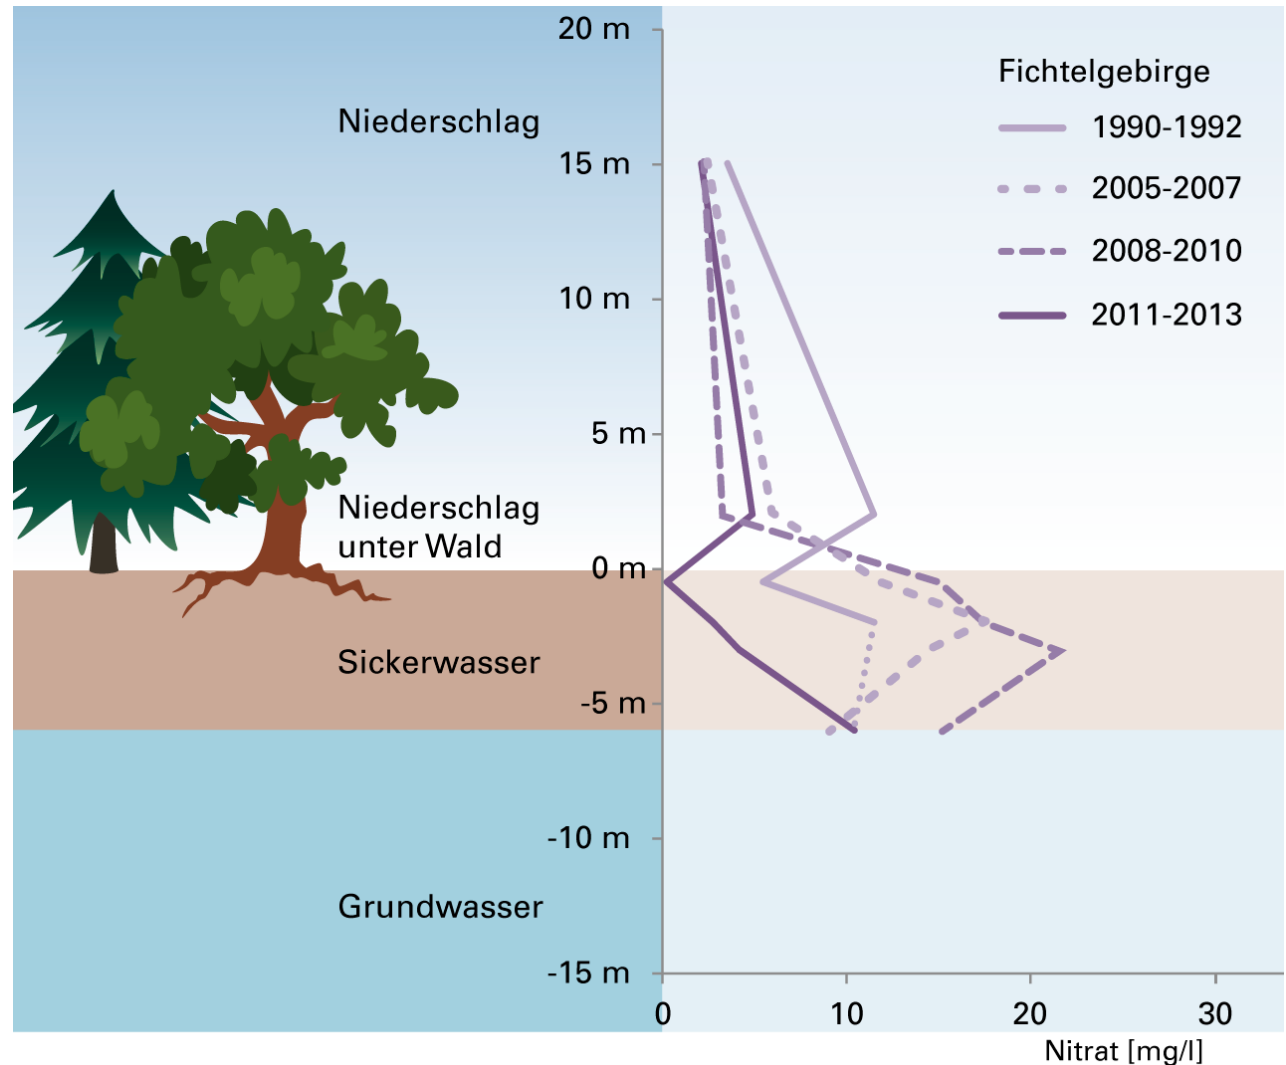 20 m
Niederschlag
15 m
10 m
5 m
Niederschlag
unter Wald
0 m
Sickerwasser
-5 m
-10 m
Grundwasser
-15 m
Fichtelgebirge
1990-1992
2005-2007
2008-2010
2011-2013
0
10
20
30
Nitrat [mg/l]